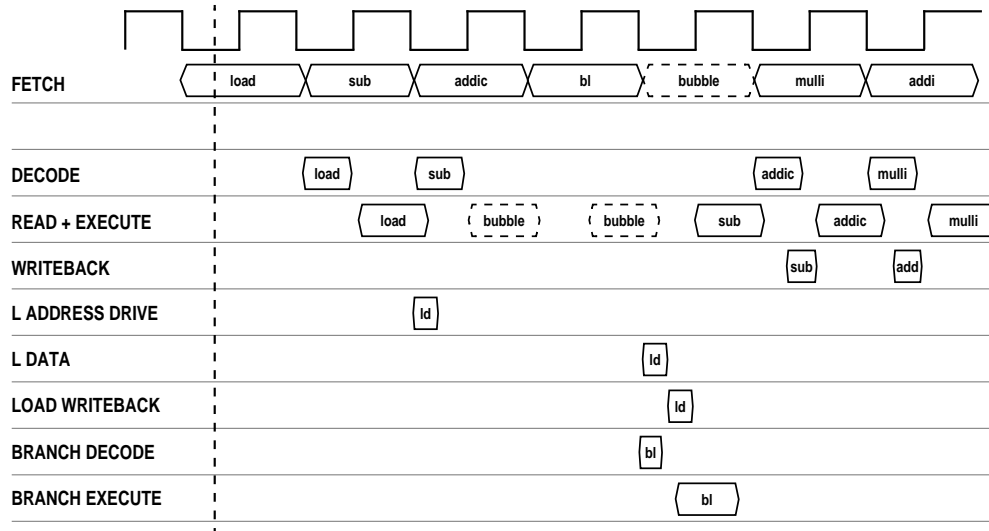 FETCH load sub addic bl bubble mulli addi
DECODE load sub addic mulli
READ + EXECUTE load bubble bubble sub addic mulli
WRITEBACK sub add
L ADDRESS DRIVE ld
L DATA ld
LOAD WRITEBACK ld
BRANCH DECODE bl
BRANCH EXECUTE bl